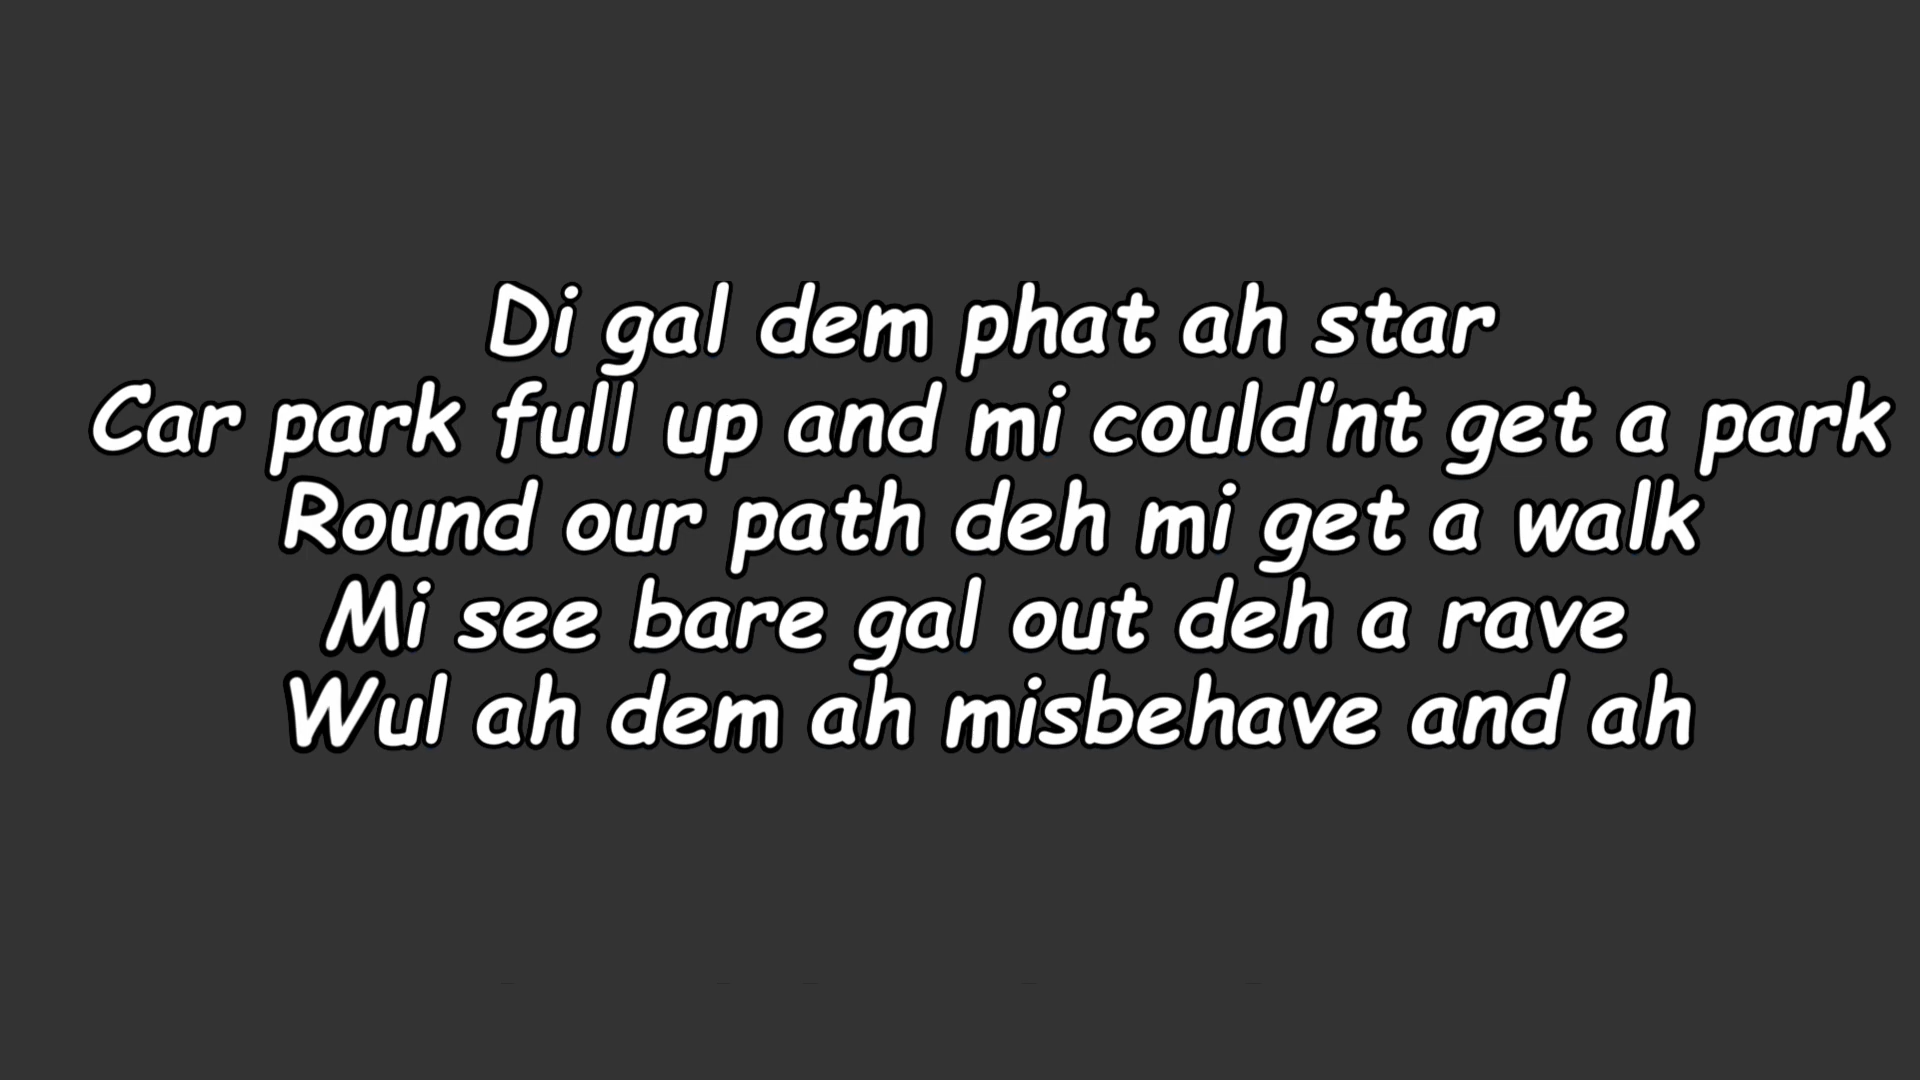 Di gal dem phat ah star
Car park full up and mi could'nt get a park
Round our path deh mi get a walk
Mi see bare gal out deh a rave
Wul ah dem ah misbehave and ah